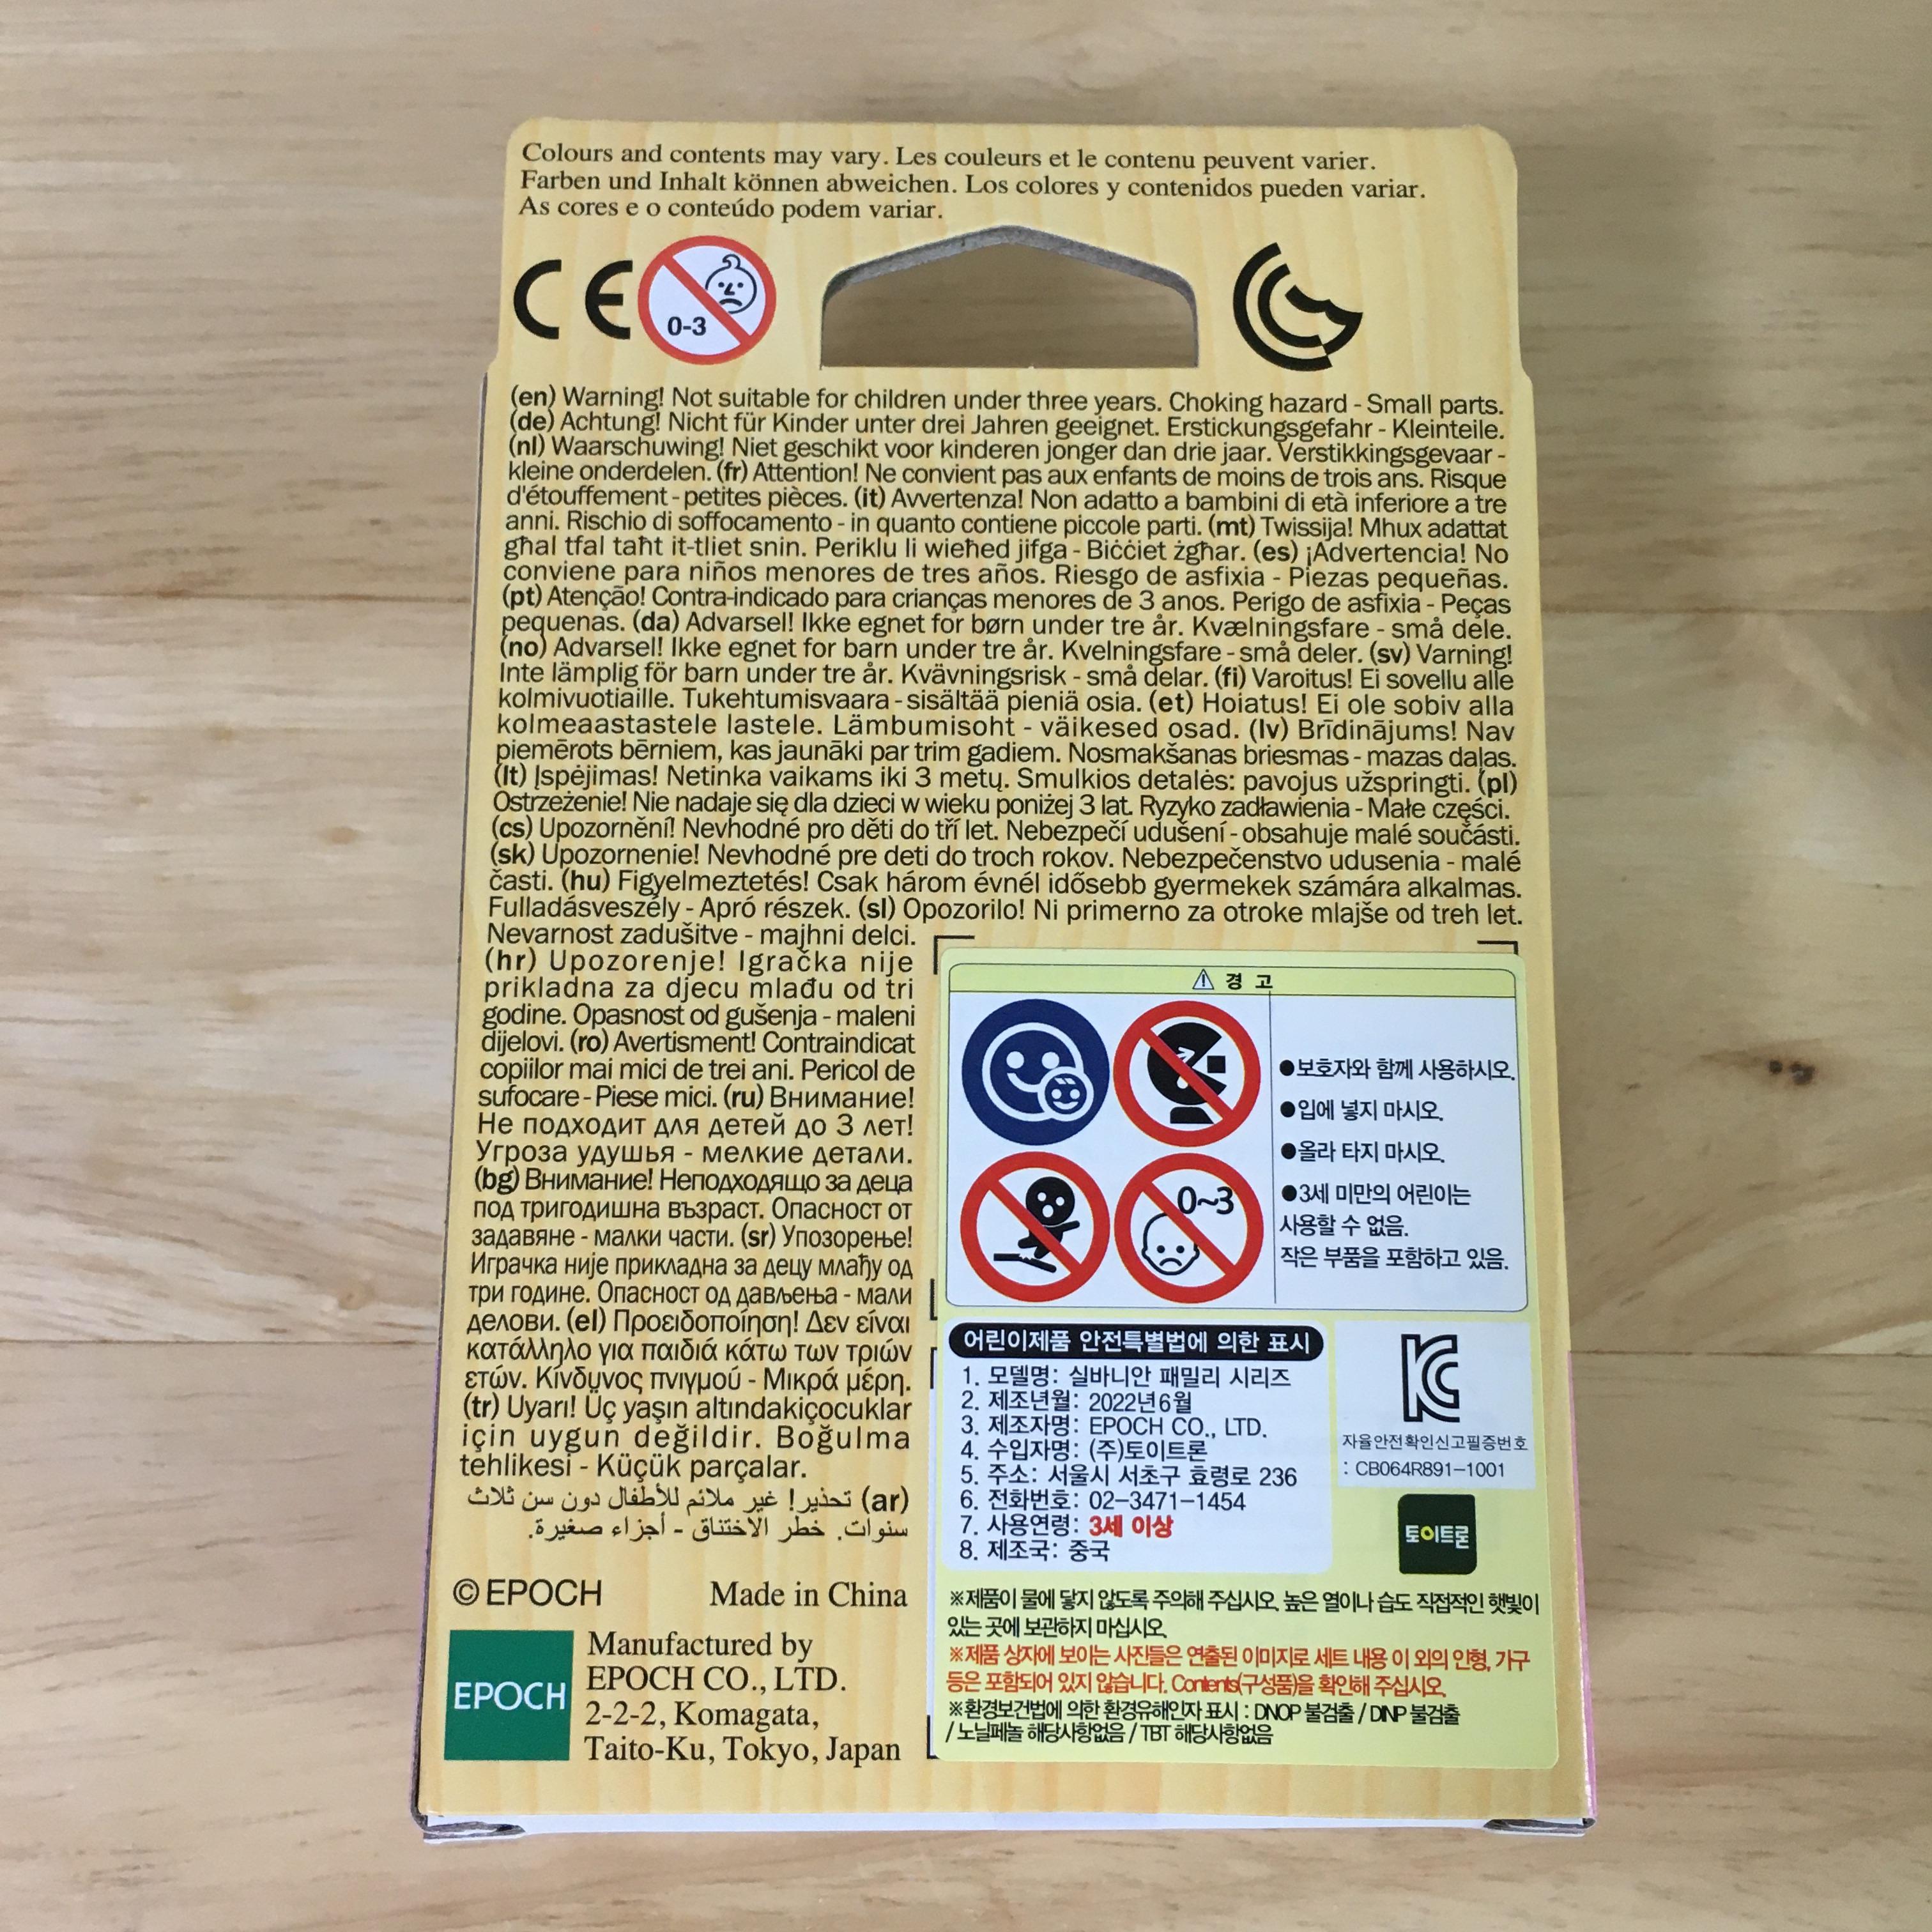 Colours and contents may vary. Les couleurs et le contenu peuvent varier.
Farben und Inhalt können abweichen. Los colores y contenidos pueden variar.
As cores e o conteúdo podem variar.
CE
0-3
(en) Warning! Not suitable for children under three years. Choking hazard - Small parts.
(de) Achtung! Nicht für Kinder unter drei Jahren geeignet. Erstickungsgefahr - Kleinteile.
(nl) Waarschuwing! Niet geschikt voor kinderen jonger dan drie jaar. Verstikkingsgevaar -
kleine onderdelen. (fr) Attention! Ne convient pas aux enfants de moins de trois ans. Risque
d'étouffement - petites pièces. (it) Avvertenza! Non adatto a bambini di età inferiore a tre
anni. Rischio di soffocamento - in quanto contiene piccole parti. (mt) Twissija! Mhux adattat
għal tfal taħt it-tliet snin. Periklu li wieħed jifga - Biċċiet żgħar. (es) ¡Advertencia! No
conviene para niños menores de tres años. Riesgo de asfixia - Piezas pequeñas.
(pt) Atenção! Contra-indicado para crianças menores de 3 anos. Perigo de asfixia - Peças
pequenas. (da) Advarsel! Ikke egnet for børn under tre år. Kvælningsfare - små dele.
(no) Advarsel! Ikke egnet for barn under tre år. Kvelningsfare - små deler. (sv) Varning!
Inte lämplig för barn under tre år. Kvävningsrisk - små delar. (fi) Varoitus! Ei sovellu alle
kolmivuotiaille. Tukehtumisvaara - sisältää pieniä osia. (et) Hoiatus! Ei ole sobiv alla
kolmeaastastele lastele. Lämbumisoht - väikesed osad. (lv) Brīdinājums! Nav
piemērots bērniem, kas jaunāki par trim gadiem. Nosmakšanas briesmas - mazas daļas.
(lt) Įspėjimas! Netinka vaikams iki 3 metų. Smulkios detalės: pavojus užspringti. (pl)
Ostrzeżenie! Nie nadaje się dla dzieci w wieku poniżej 3 lat. Ryzyko zadławienia - Małe części.
(cs) Upozornění! Nevhodné pro děti do tří let. Nebezpečí udušení - obsahuje malé součásti.
(sk) Upozornenie! Nevhodné pre deti do troch rokov. Nebezpečenstvo udusenia - malé
časti. (hu) Figyelmeztetés! Csak három évnél idősebb gyermekek számára alkalmas.
Fulladásveszély - Apró részek. (sl) Opozorilo! Ni primerno za otroke mlajše od treh let.
Nevarnost zadušitve - majhni delci.
(hr) Upozorenje! Igračka nije
prikladna za djecu mlađu od tri
godine. Opasnost od gušenja - maleni
dijelovi. (ro) Avertisment! Contraindicat
copiilor mai mici de trei ani. Pericol de
sufocare - Piese mici. (ru) Внимание!
Не подходит для детей до 3 лет!
Угроза удушья - мелкие детали.
(bg) Внимание! Неподходящо за деца
под тригодишна възраст. Опасност от
задавяне - малки части. (sr) Упозорење!
Играчка није прикладна за децу млађу од
три године. Опасност од дављења - мали
делови. (el) Προειδοποίηση! Δεν είναι
κατάλληλο για παιδιά κάτω των τριών
ετών. Κίνδυνος πνιγμού - Μικρά μέρη.
(tr) Uyarı! Üç yaşın altındakiçocuklar
için uygun değildir. Boğulma
tehlikesi - Küçük parçalar.
(ar) تحذير! غير ملائم للأطفال دون سن ثلاث
سنوات. خطر الاختناق - أجزاء صغيرة.
© EPOCH Made in China
EPOCH
Manufactured by
EPOCH CO., LTD.
2-2-2, Komagata,
Taito-Ku, Tokyo, Japan
경 고
0~3
●보호자와 함께 사용하시오.
●입에 넣지 마시오.
●올라 타지 마시오.
●3세 미만의 어린이는
사용할 수 없음.
작은 부품을 포함하고 있음.
어린이제품 안전특별법에 의한 표시
1. 모델명: 실바니안 패밀리 시리즈
2. 제조년월: 2022년6월
3. 제조자명: EPOCH CO., LTD.
4. 수입자명: (주)토이트론
5. 주소: 서울시 서초구 효령로 236
6. 전화번호: 02-3471-1454
7. 사용연령: 3세 이상
8. 제조국: 중국
자율안전확인신고필증번호
: CB064R891-1001
토이트론
※제품이 물에 닿지 않도록 주의해 주십시오. 높은 열이나 습도 직접적인 햇빛이
있는 곳에 보관하지 마십시오.
※제품 상자에 보이는 사진들은 연출된 이미지로 세트 내용 이 외의 인형, 가구
등은 포함되어 있지 않습니다. Contents(구성품)을 확인해 주십시오.
※환경보건법에 의한 환경유해인자 표시 : DNOP 불검출 / DINP 불검출
/ 노닐페놀 해당사항없음 / TBT 해당사항없음